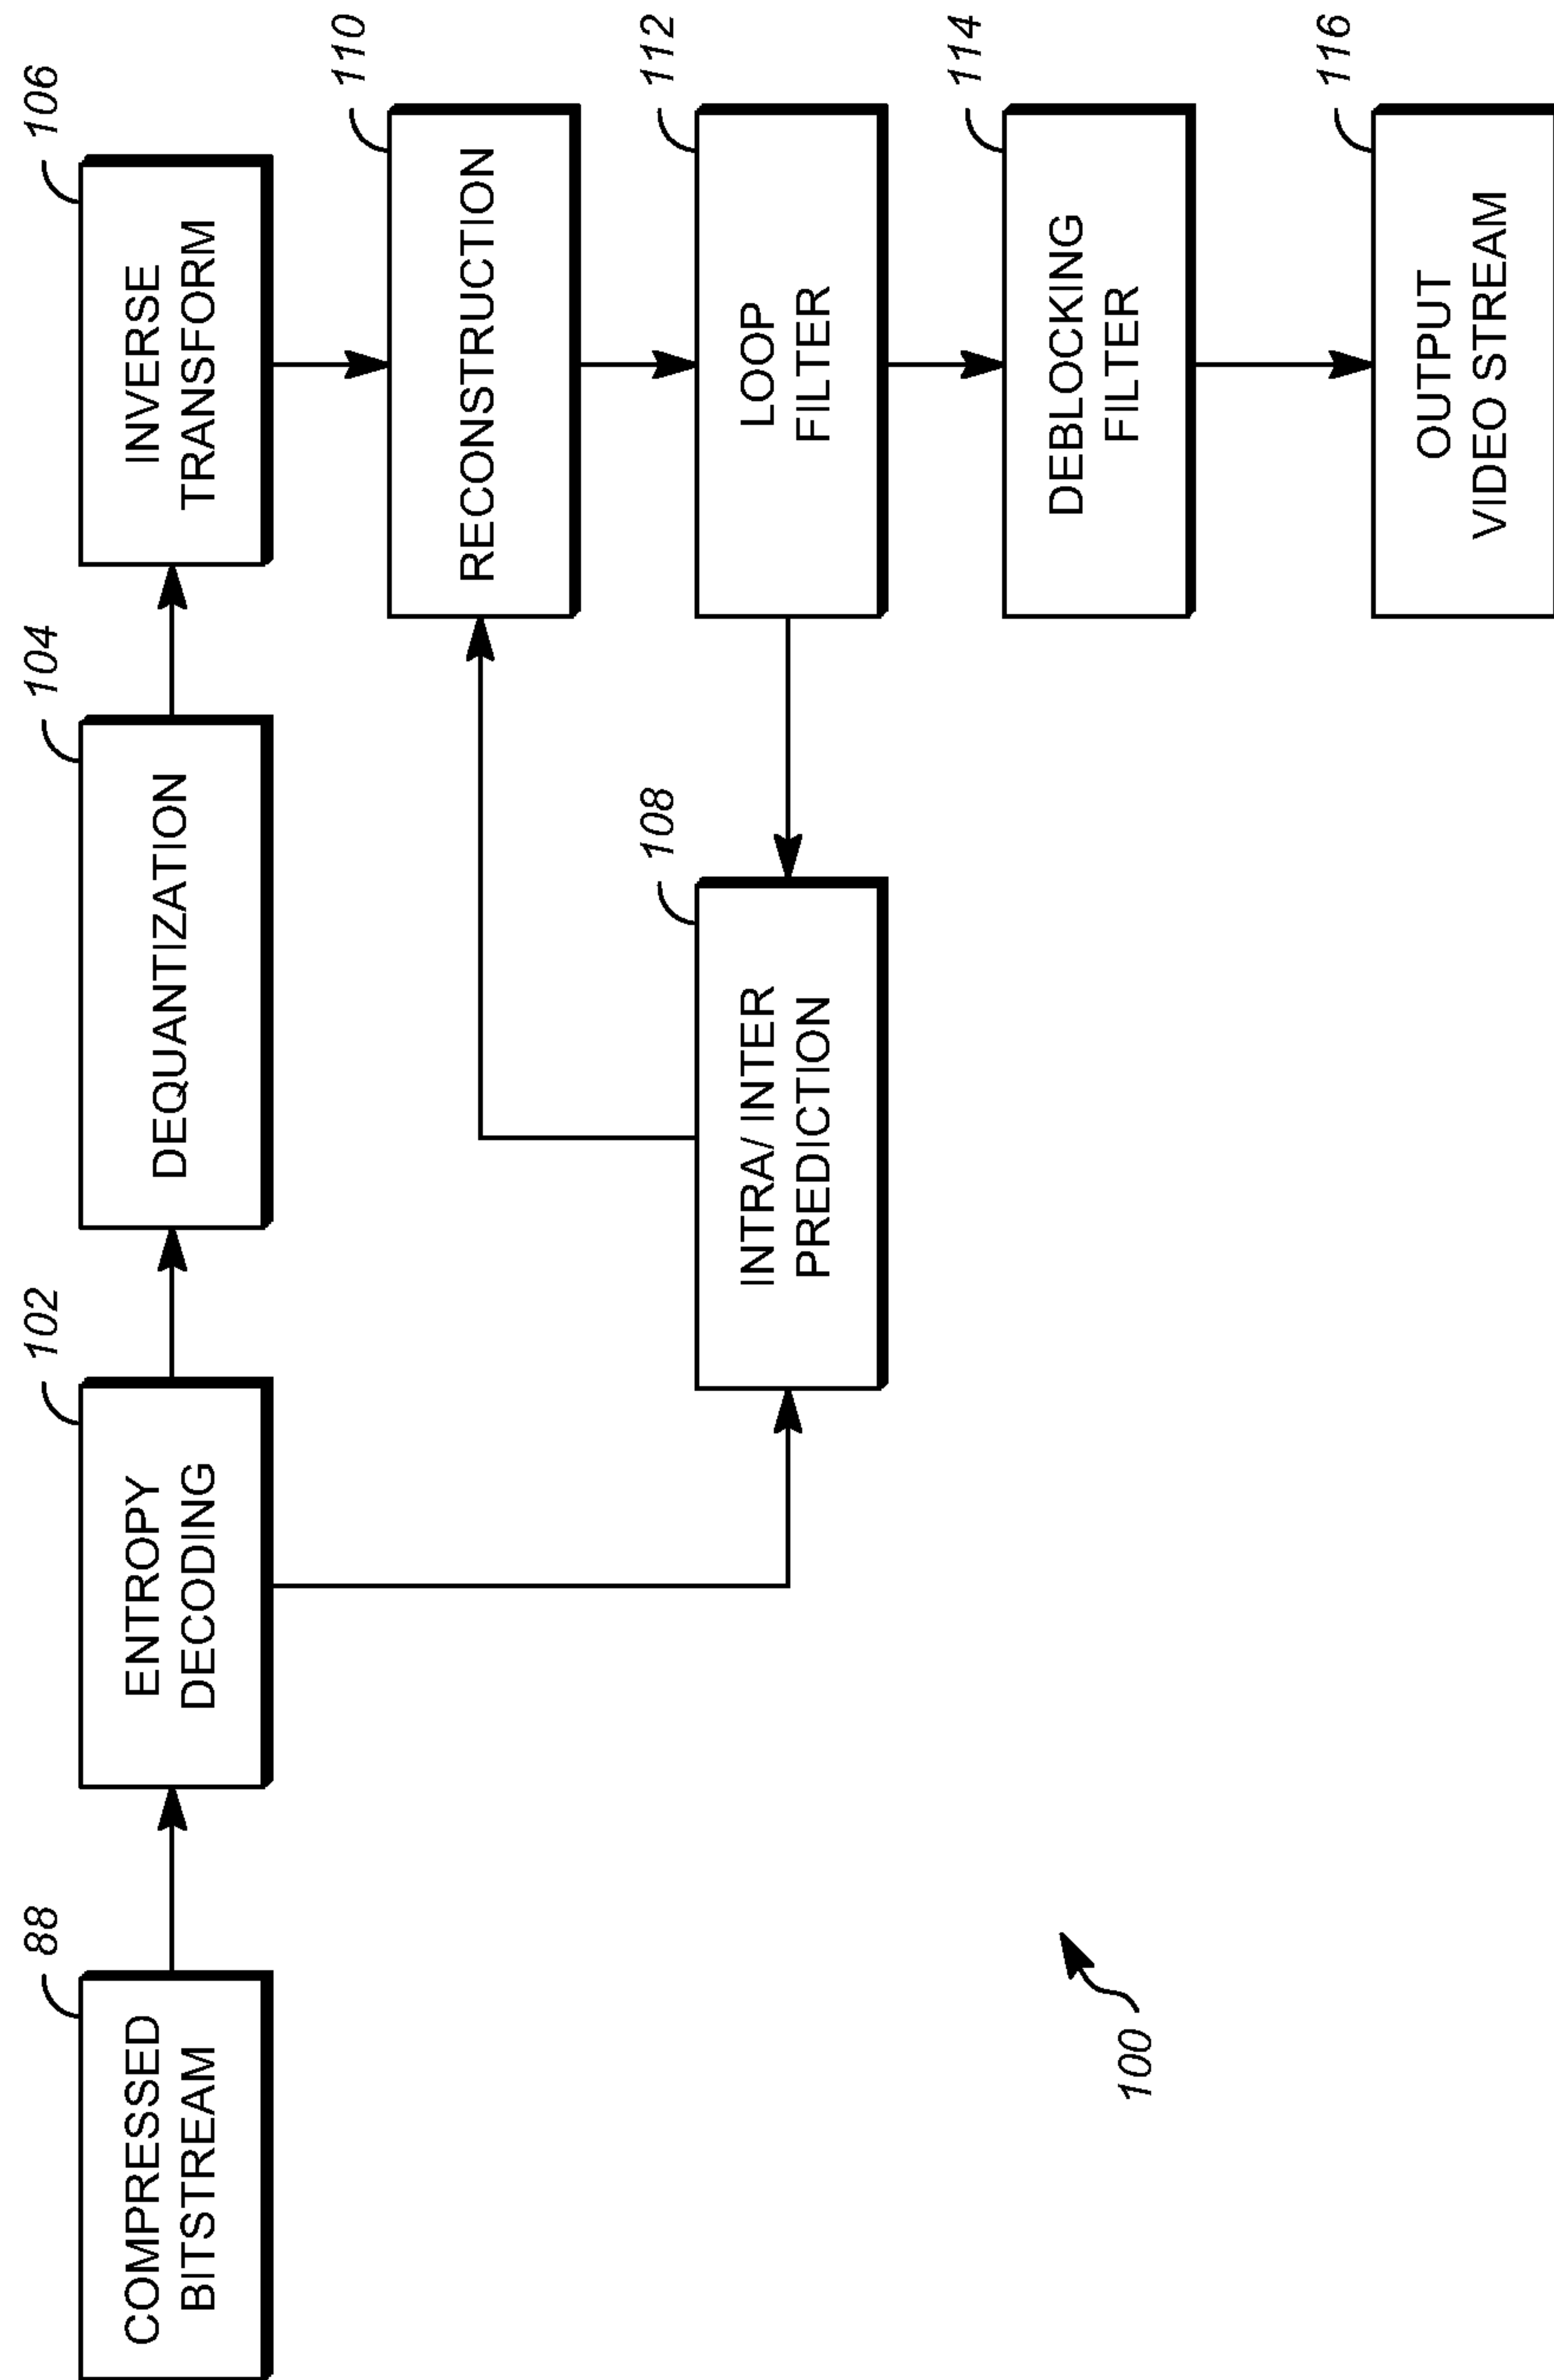 88
COMPRESSED
BITSTREAM
102
ENTROPY
DECODING
104
DEQUANTIZATION
106
INVERSE
TRANSFORM
110
RECONSTRUCTION
108
INTRA/ INTER
PREDICTION
112
LOOP
FILTER
114
DEBLOCKING
FILTER
116
OUTPUT
VIDEO STREAM
100